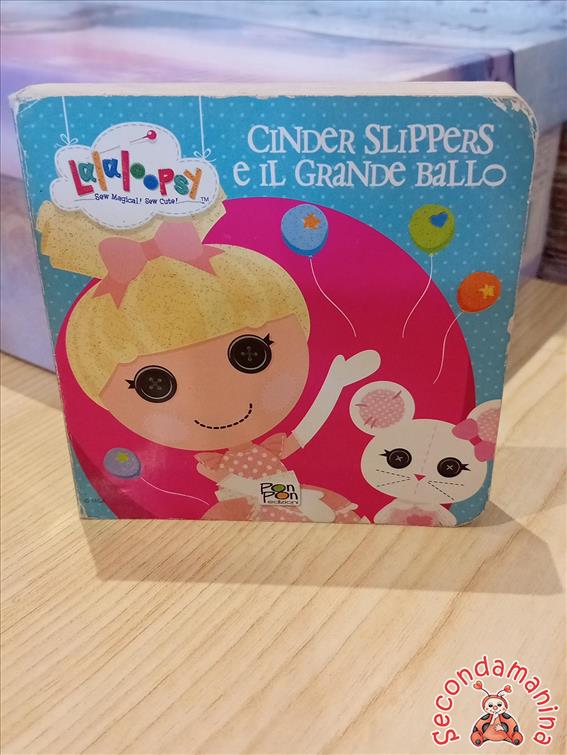 Lalaloopsy
Sew Magical! Sew Cute!™
CINDER SLIPPERS
E IL GRANDE BALLO
Pon
Pon
edizioni
Secondamanina